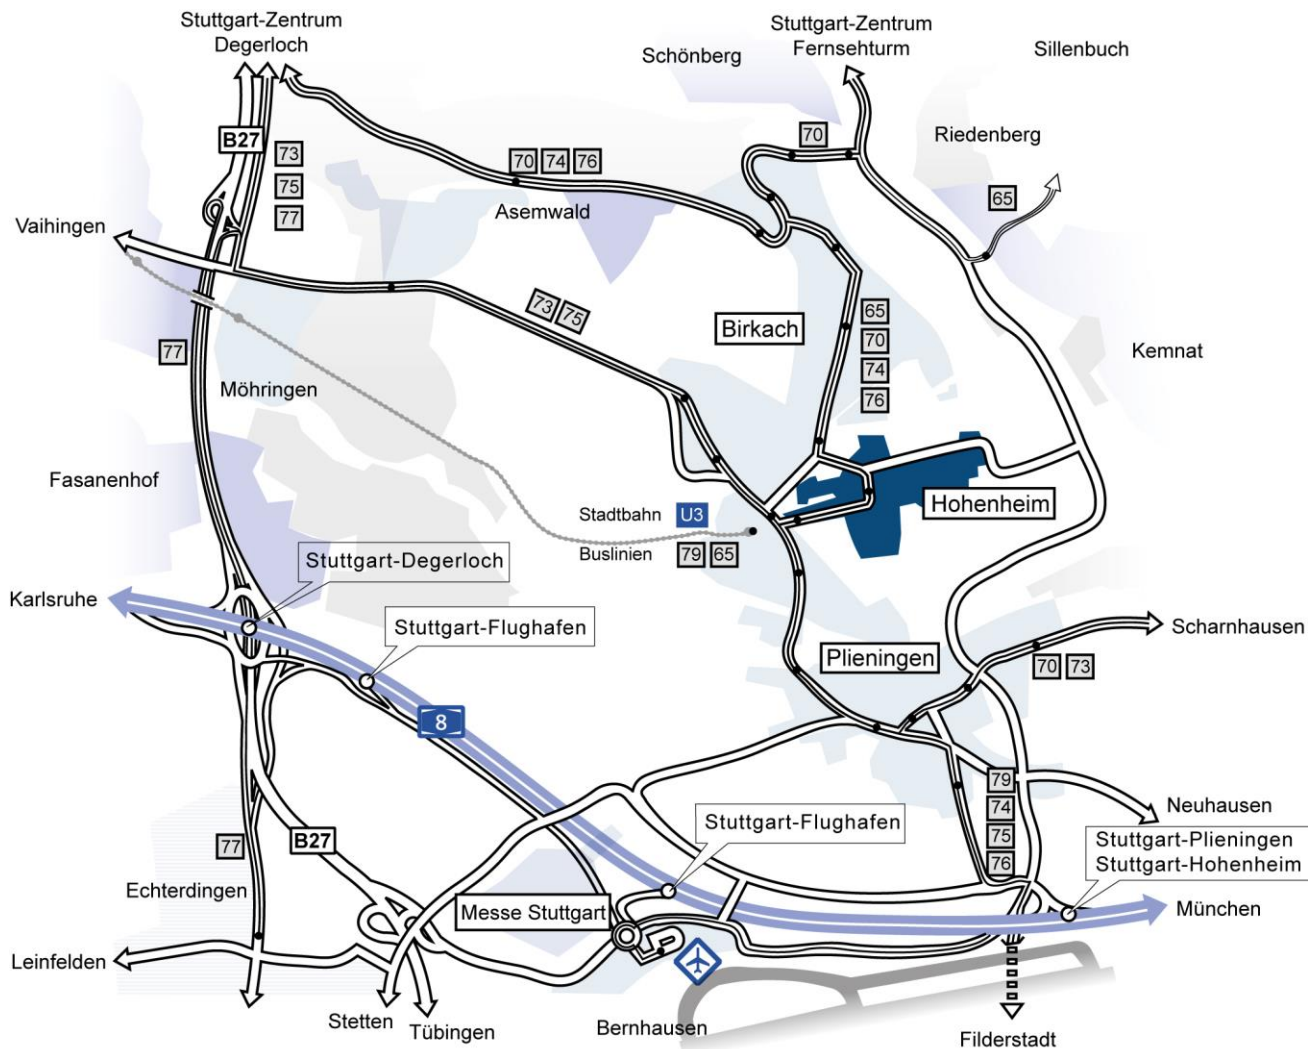 Stuttgart-Zentrum
Degerloch
Stuttgart-Zentrum
Fernsehturm
Schönberg
Sillenbuch
B27
73
75
77
70 74 76
Asemwald
70
Riedenberg
65
Vaihingen
73 75
Birkach
65
70
74
76
Kemnat
77
Möhringen
Fasanenhof
Stadtbahn U3
Buslinien 79 65
Hohenheim
Stuttgart-Degerloch
Karlsruhe
Stuttgart-Flughafen
Plieningen
Scharnhausen
70 73
8
79
74
75
76
Neuhausen
Stuttgart-Flughafen
Stuttgart-Plieningen
Stuttgart-Hohenheim
77
B27
Echterdingen
Messe Stuttgart
München
Leinfelden
Stetten
Tübingen
Bernhausen
Filderstadt